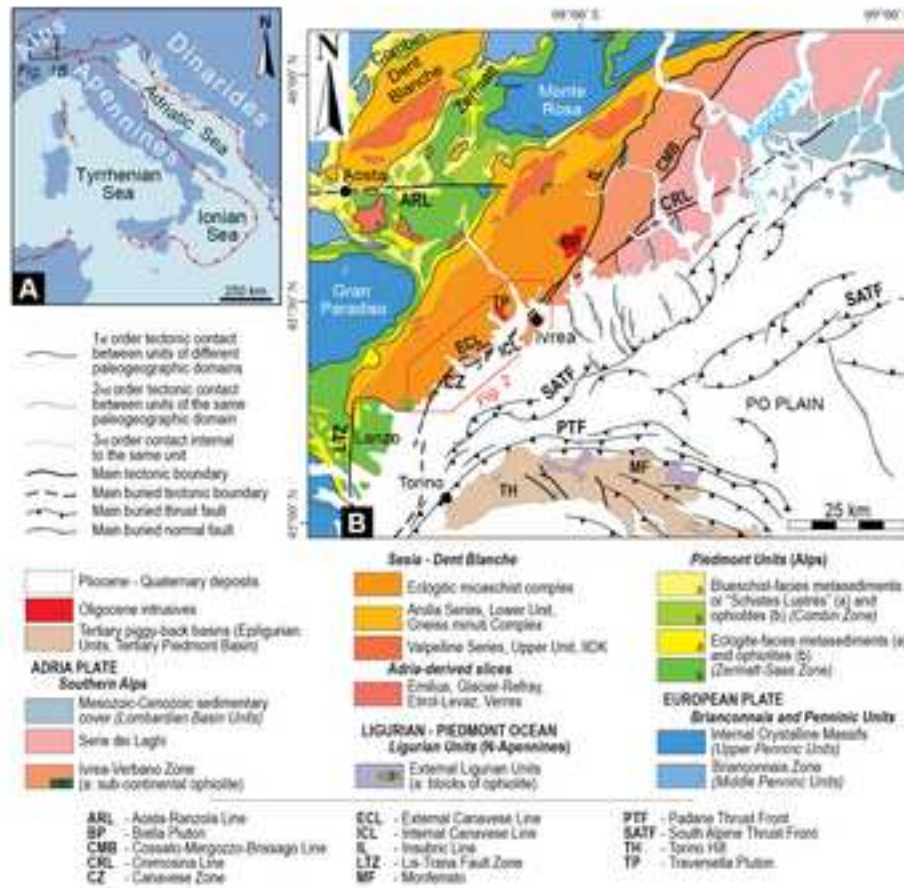 Alps
Dinarides
N
Fig. 1B
Apennines
Adriatic Sea
Tyrrhenian
Sea
Ionian
Sea
A
250 km
N
Combin
Dent
Blanche
Zermatt
Monte
Rosa
Aosta
ARL
CMB
CRL
BP
Gran
Paradiso
TP
Ivrea
ECL
ICL
CZ
Fig. 2
SATF
SATF
PO PLAIN
LTZ
Lanzo
PTF
Torino
TH
MF
B
25 km
1st order tectonic contact
between units of different
paleogeographic domains
2nd order tectonic contact
between units of the same
paleogeographic domain
3rd order contact internal
to the same unit
Main tectonic boundary
Main buried tectonic boundary
Main buried thrust fault
Main buried normal fault
Pliocene - Quaternary deposits
Oligocene intrusives
Tertiary piggy-back basins (Epiligurian
Units, Tertiary Piedmont Basin)
ADRIA PLATE
Southern Alps
Mesozoic-Cenozoic sedimentary
cover (Lombardian Basin Units)
Serie dei Laghi
Ivrea-Verbano Zone
(a: sub-continental ophiolite)
Sesia - Dent Blanche
Eclogitic micaschist complex
Arolla Series, Lower Unit,
Gneiss minuti Complex
Valpelline Series, Upper Unit, IIDK
Adria-derived slices
Emilius, Glacier-Refray,
Etirol-Levaz, Verres
LIGURIAN - PIEDMONT OCEAN
Ligurian Units (N-Apennines)
External Ligurian Units
(a: blocks of ophiolite)
Piedmont Units (Alps)
Blueschist-facies metasediments
or "Schistes Lustrés" (a) and
ophiolites (b) (Combin Zone)
Eclogite-facies metasediments (a)
and ophiolites (b)
(Zermatt-Saas Zone)
EUROPEAN PLATE
Briançonnais and Penninic Units
Internal Crystalline Massifs
(Upper Penninic Units)
Briançonnais Zone
(Middle Penninic Units)
ARL - Aosta-Ranzola Line
BP - Biella Pluton
CMB - Cossato-Mergozzo-Brissago Line
CRL - Cremosina Line
CZ - Canavese Zone
ECL - External Canavese Line
ICL - Internal Canavese Line
IL - Insubric Line
LTZ - Lis-Trana Fault Zone
MF - Monferrato
PTF - Padane Thrust Front
SATF - South Alpine Thrust Front
TH - Torino Hill
TP - Traversella Pluton